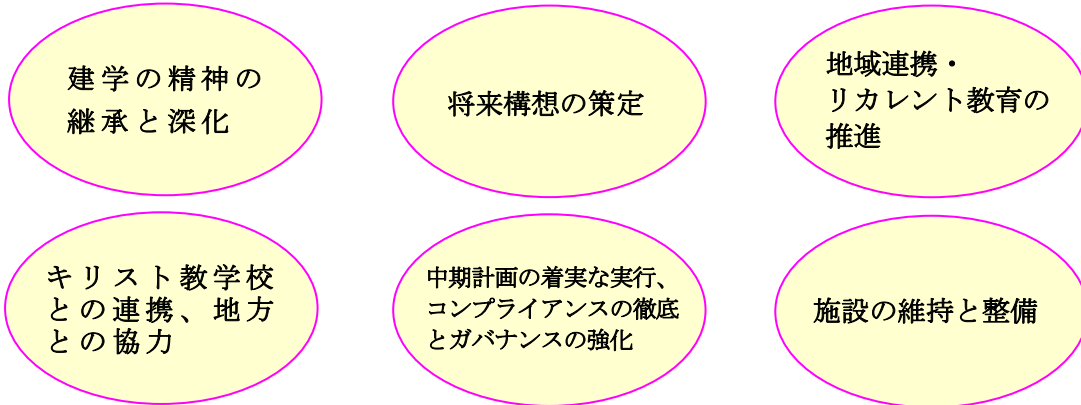 建学の精神の
継承と深化
将来構想の策定
地域連携・
リカレント教育の
推進
キリスト教学校
との連携、地方
との協力
中期計画の着実な実行、
コンプライアンスの徹底
とガバナンスの強化
施設の維持と整備